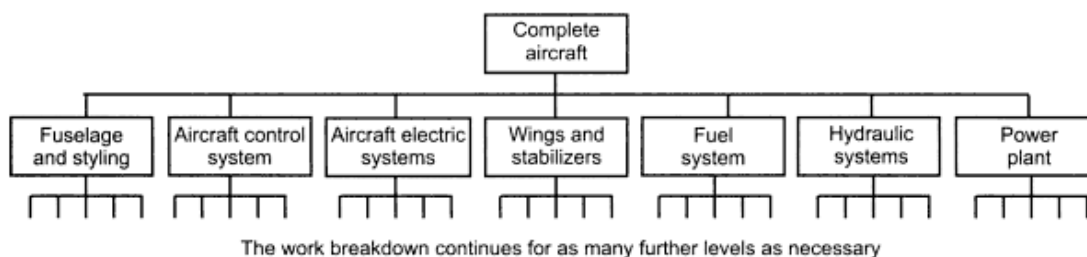 Complete
aircraft
Fuselage
and styling
Aircraft control
system
Aircraft electric
systems
Wings and
stabilizers
Fuel
system
Hydraulic
systems
Power
plant
The work breakdown continues for as many further levels as necessary